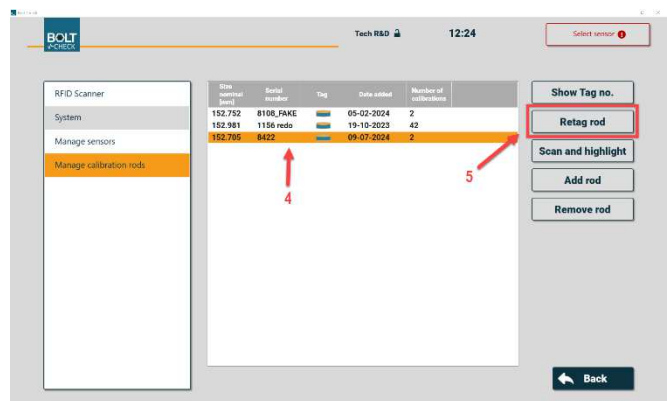 BOLT
CHECK
Tech R&D
12:24
Select sensor
RFID Scanner
System
Manage sensors
Manage calibration rods
Size nominal [mm] Serial number Tag Date added Number of calibrations
152.752 8108_FAKE 05-02-2024 2
152.981 1156 redo 19-10-2023 42
152.705 8422 09-07-2024 2
4
5
Show Tag no.
Retag rod
Scan and highlight
Add rod
Remove rod
Back